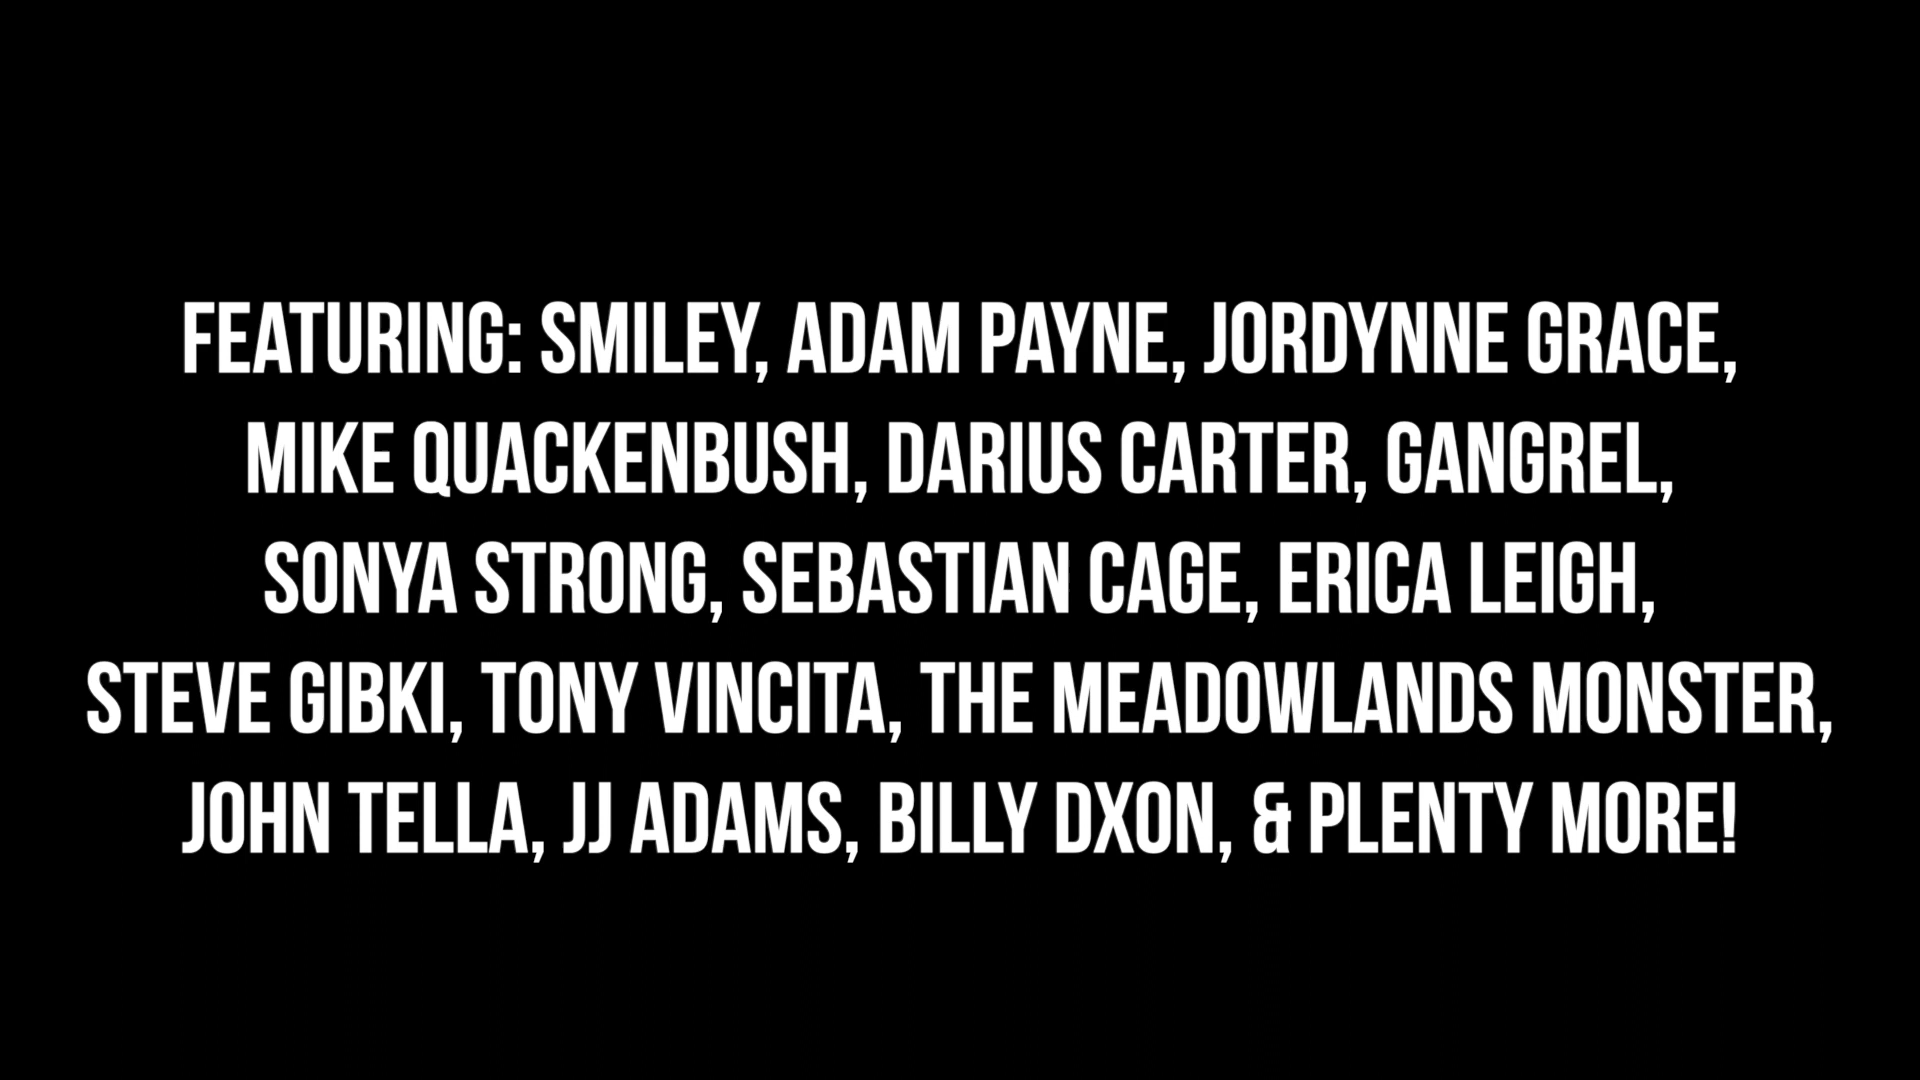 FEATURING: SMILEY, ADAM PAYNE, JORDYNNE GRACE,
MIKE QUACKENBUSH, DARIUS CARTER, GANGREL,
SONYA STRONG, SEBASTIAN CAGE, ERICA LEIGH,
STEVE GIBKI, TONY VINCITA, THE MEADOWLANDS MONSTER,
JOHN TELLA, JJ ADAMS, BILLY DXON, & PLENTY MORE!